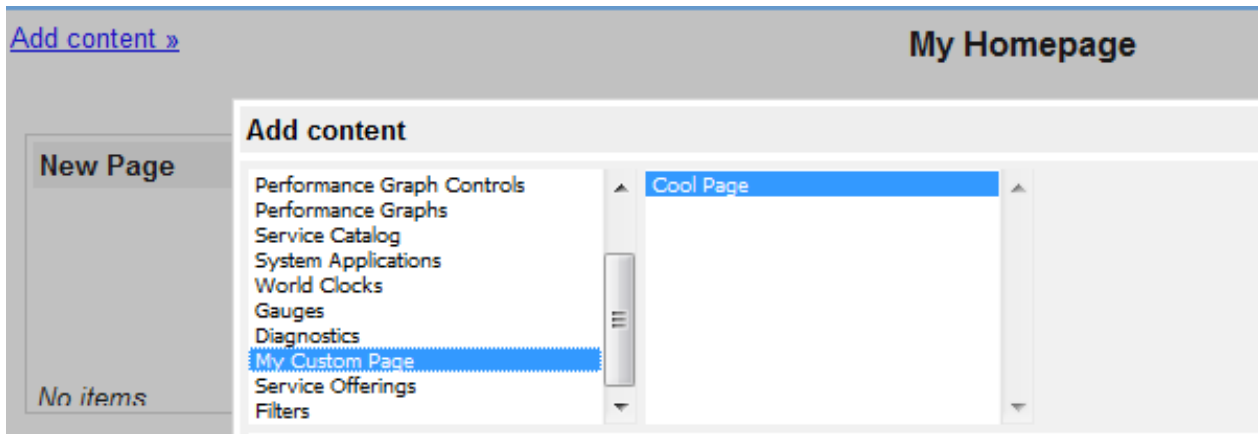 Add content »
My Homepage
Add content
New Page
Performance Graph Controls
Performance Graphs
Service Catalog
System Applications
World Clocks
Gauges
Diagnostics
My Custom Page
Service Offerings
Filters
Cool Page
No items